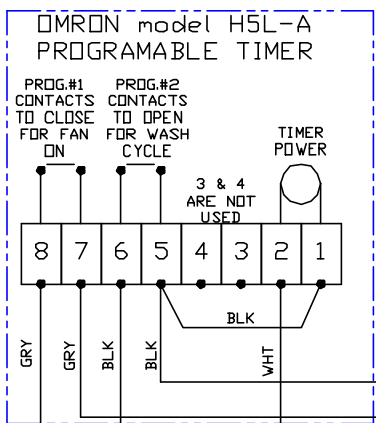 OMRON model H5L-A
PROGRAMABLE TIMER
PROG.#1
CONTACTS
TO CLOSE
FOR FAN
ON
PROG.#2
CONTACTS
TO OPEN
FOR WASH
CYCLE
3 & 4
ARE NOT
USED
TIMER
POWER
8 7 6 5 4 3 2 1
BLK
GRY
GRY
BLK
BLK
WHT